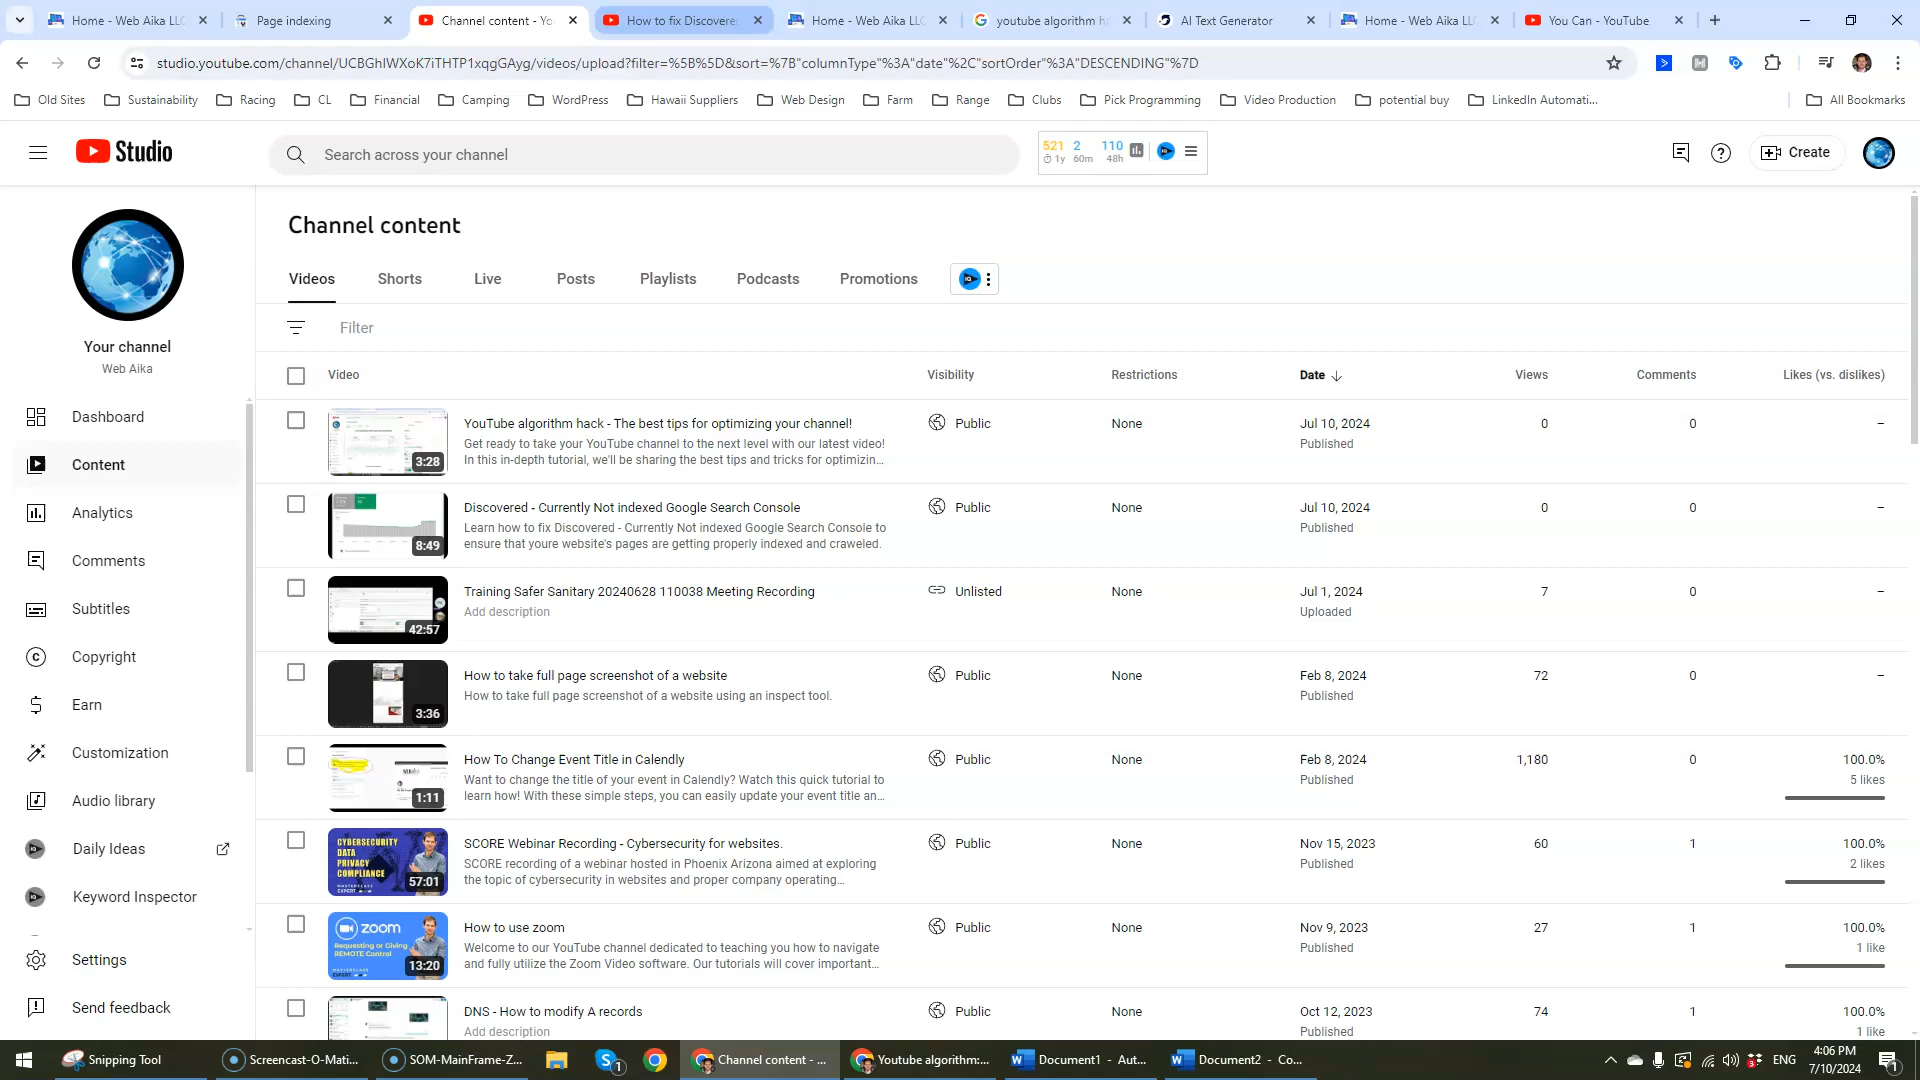 Home - Web Aika LLC
Page indexing
Channel content - Yo
How to fix Discovere
Home - Web Aika LLC
youtube algorithm ha
AI Text Generator
Home - Web Aika LLC
You Can - YouTube
studio.youtube.com/channel/UCBGhlWXoK7iTHTP1xqgGAyg/videos/upload?filter=%5B%5D&sort=%7B"columnType"%3A"date"%2C"sortOrder"%3A"DESCENDING"%7D
Old Sites
Sustainability
Racing
CL
Financial
Camping
WordPress
Hawaii Suppliers
Web Design
Farm
Range
Clubs
Pick Programming
Video Production
potential buy
LinkedIn Automati...
All Bookmarks
Studio
Search across your channel
521 2 110
1y 60m 48h
Create
Channel content
Videos Shorts Live Posts Playlists Podcasts Promotions
Filter
Your channel
Web Aika
Dashboard
Content
Analytics
Comments
Subtitles
Copyright
Earn
Customization
Audio library
Daily Ideas
Keyword Inspector
Settings
Send feedback
Video Visibility Restrictions Date Views Comments Likes (vs. dislikes)
3:28
YouTube algorithm hack - The best tips for optimizing your channel!
Get ready to take your YouTube channel to the next level with our latest video!
In this in-depth tutorial, we'll be sharing the best tips and tricks for optimizin...
Public None Jul 10, 2024 0 0 –
Published
8:49
Discovered - Currently Not indexed Google Search Console
Learn how to fix Discovered - Currently Not indexed Google Search Console to
ensure that youre website's pages are getting properly indexed and craweled.
Public None Jul 10, 2024 0 0 –
Published
42:57
Training Safer Sanitary 20240628 110038 Meeting Recording
Add description
Unlisted None Jul 1, 2024 7 0 –
Uploaded
3:36
How to take full page screenshot of a website
How to take full page screenshot of a website using an inspect tool.
Public None Feb 8, 2024 72 0 –
Published
1:11
How To Change Event Title in Calendly
Want to change the title of your event in Calendly? Watch this quick tutorial to
learn how! With these simple steps, you can easily update your event title an...
Public None Feb 8, 2024 1,180 0 100.0%
Published 5 likes
CYBERSECURITY
DATA
PRIVACY
COMPLIANCE
MASTERCLASS
EXPERT
57:01
SCORE Webinar Recording - Cybersecurity for websites.
SCORE recording of a webinar hosted in Phoenix Arizona aimed at exploring
the topic of cybersecurity in websites and proper company operating...
Public None Nov 15, 2023 60 1 100.0%
Published 2 likes
zoom
Requesting or Giving
REMOTE Control
MASTERCLASS
EXPERT
13:20
How to use zoom
Welcome to our YouTube channel dedicated to teaching you how to navigate
and fully utilize the Zoom Video software. Our tutorials will cover important...
Public None Nov 9, 2023 27 1 100.0%
Published 1 like
DNS - How to modify A records
Add description
Public None Oct 12, 2023 74 1 100.0%
Published 1 like
Snipping Tool
Screencast-O-Mati...
SOM-MainFrame-Z...
1
Channel content - ...
Youtube algorithm:...
Document1 - Aut...
Document2 - Co...
ENG
4:06 PM
7/10/2024
1